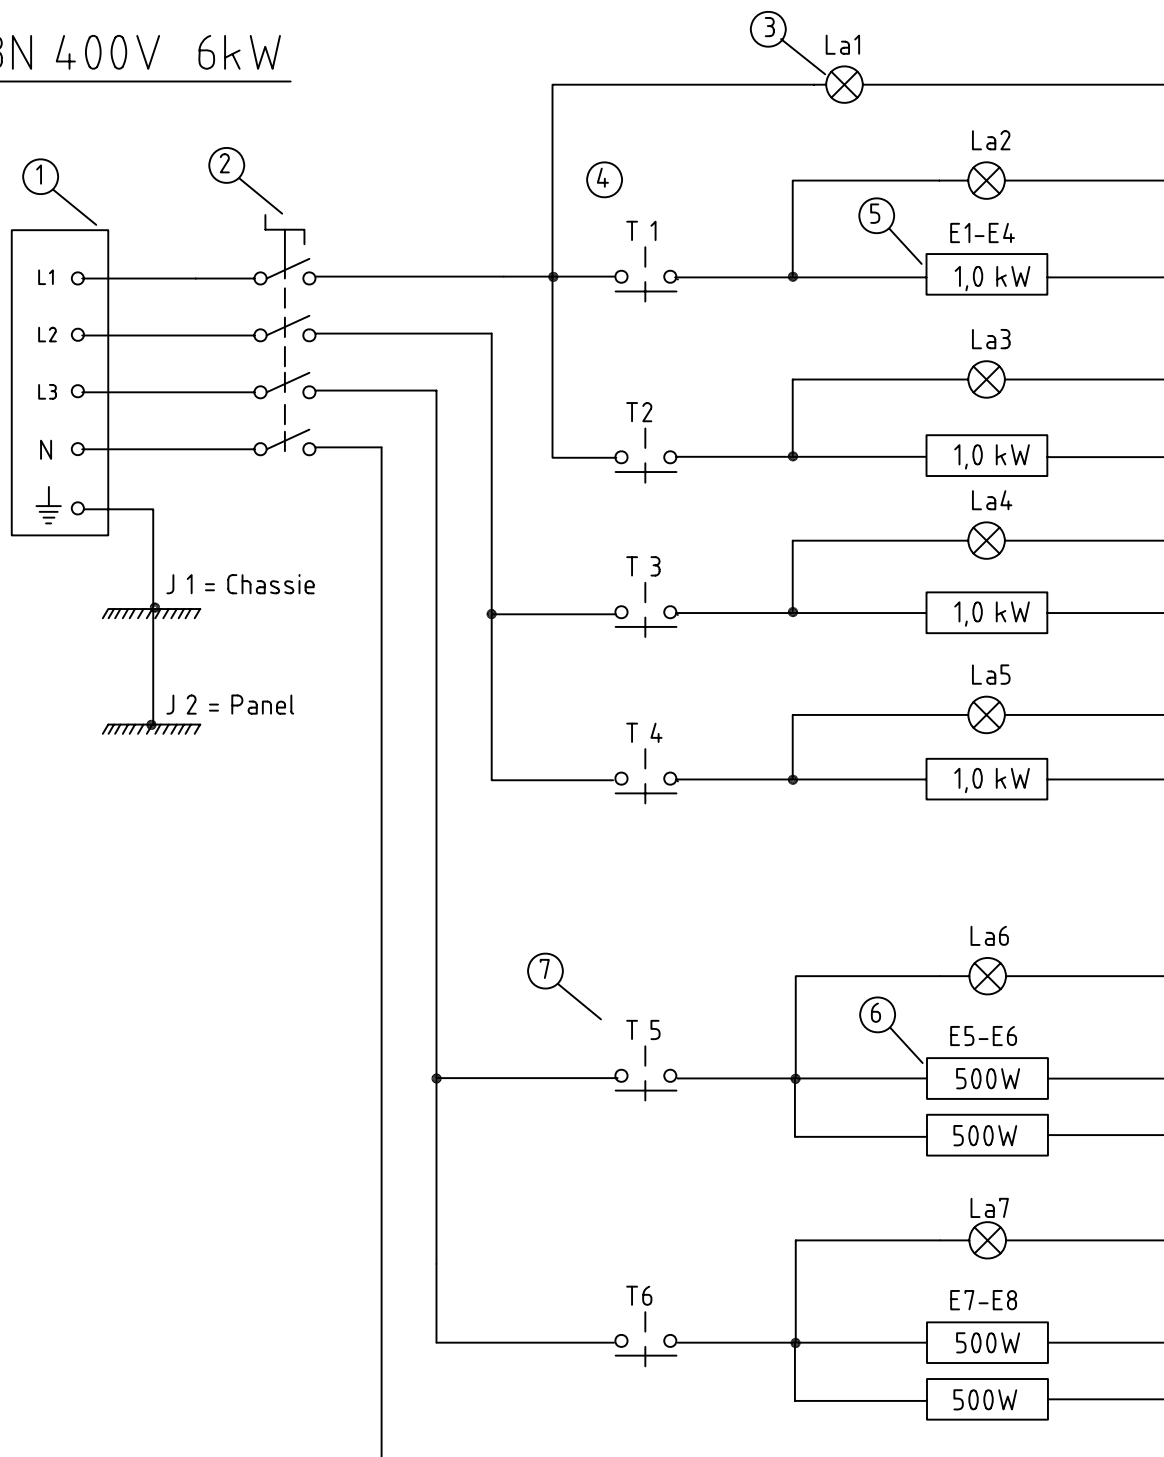 3N 400V 6kW
3
La1
La2
1
2
4
5
T 1
E1-E4
1,0 kW
L1
L2
L3
N
La3
T2
1,0 kW
La4
T 3
1,0 kW
J 1 = Chassie
La5
J 2 = Panel
T 4
1,0 kW
La6
7
6
T 5
E5-E6
500W
500W
La7
T6
E7-E8
500W
500W